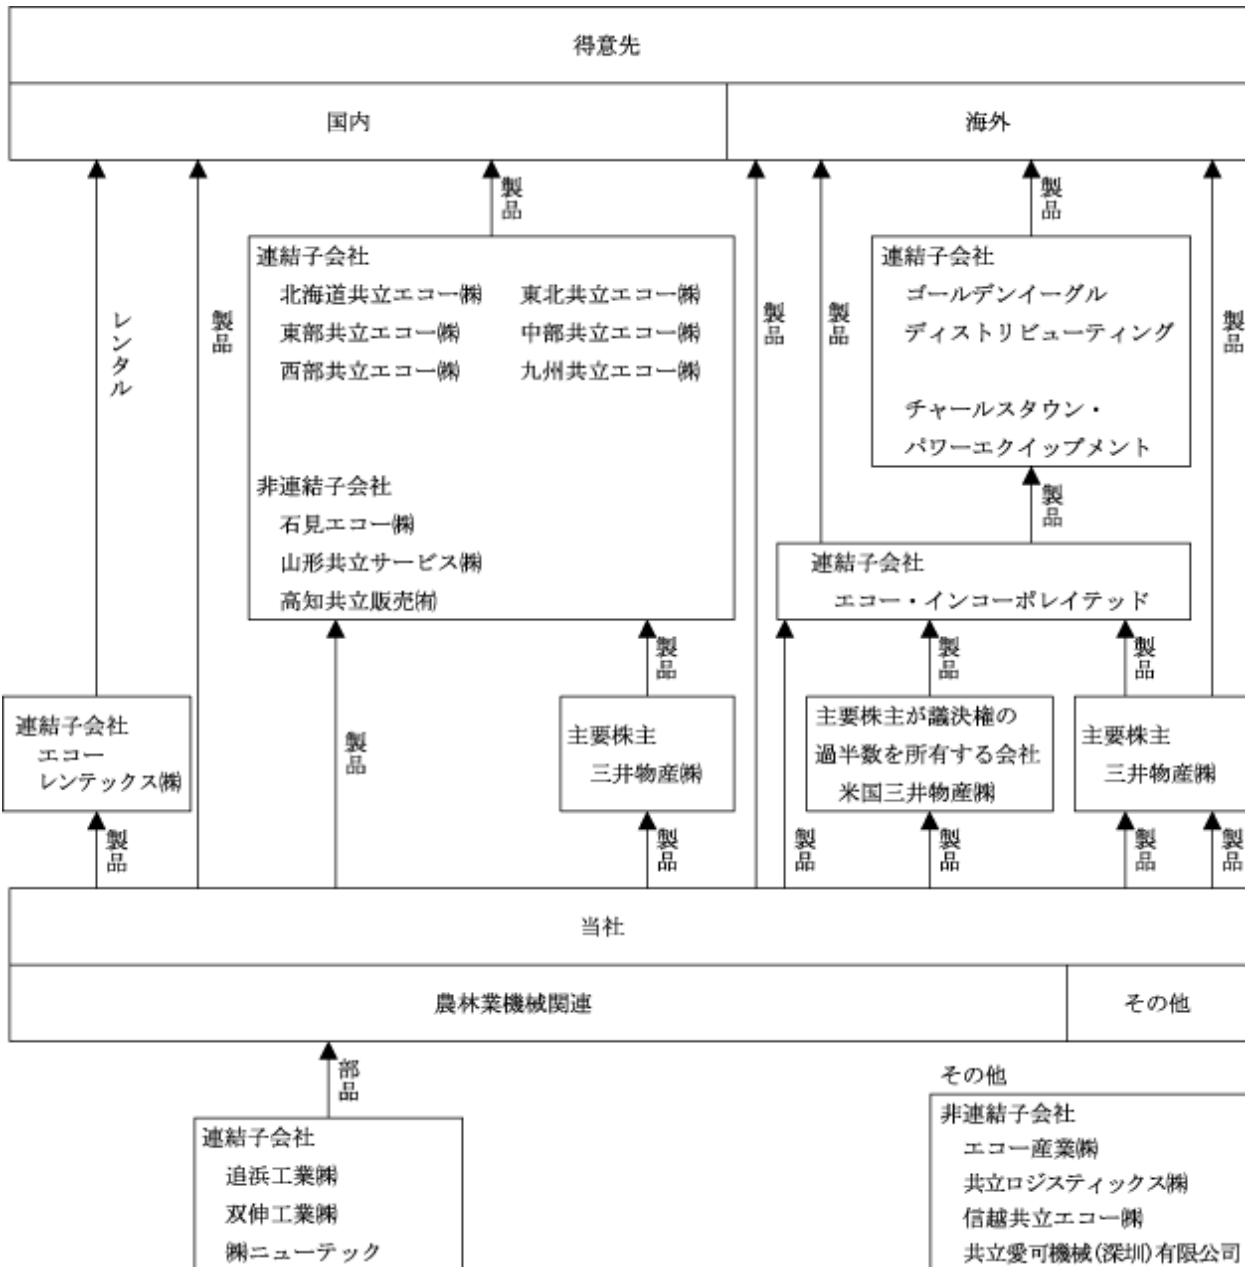 得意先
国内
海外
製品
製品
連結子会社
北海道共立エコー㈱ 東北共立エコー㈱
東部共立エコー㈱ 中部共立エコー㈱
西部共立エコー㈱ 九州共立エコー㈱
非連結子会社
石見エコー㈱
山形共立サービス㈱
高知共立販売㈲
連結子会社
ゴールデンイーグル
ディストリビューティング
チャールスタウン・
パワーエクイップメント
レンタル
製品
製品
製品
製品
製品
連結子会社
エコー・インコーポレイテッド
製品
製品
製品
連結子会社
エコー
レンテックス㈱
製品
主要株主
三井物産㈱
主要株主が議決権の
過半数を所有する会社
米国三井物産㈱
主要株主
三井物産㈱
製品
製品
製品
製品
製品
製品
当社
農林業機械関連
その他
部品
連結子会社
追浜工業㈱
双伸工業㈱
㈱ニューテック
その他
非連結子会社
エコー産業㈱
共立ロジスティックス㈱
信越共立エコー㈱
共立愛可機械(深圳)有限公司